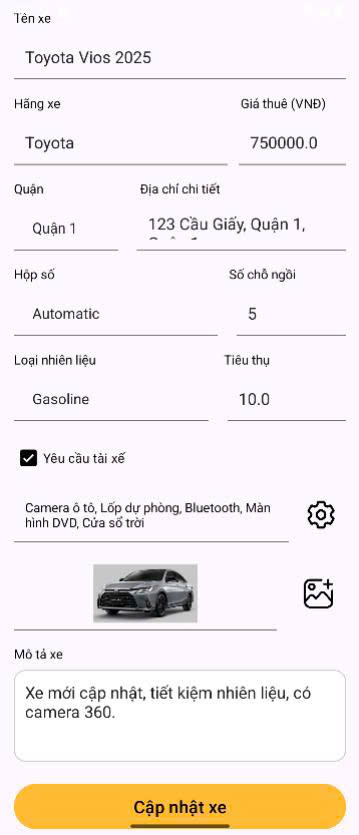 Tên xe
Toyota Vios 2025
Hãng xe
Giá thuê (VNĐ)
Toyota
750000.0
Quận
Địa chỉ chi tiết
Quận 1
123 Cầu Giấy, Quận 1,
Hộp số
Số chỗ ngồi
Automatic
5
Loại nhiên liệu
Tiêu thụ
Gasoline
10.0
Yêu cầu tài xế
Camera ô tô, Lốp dự phòng, Bluetooth, Màn
hình DVD, Cửa sổ trời
Mô tả xe
Xe mới cập nhật, tiết kiệm nhiên liệu, có
camera 360.
Cập nhật xe